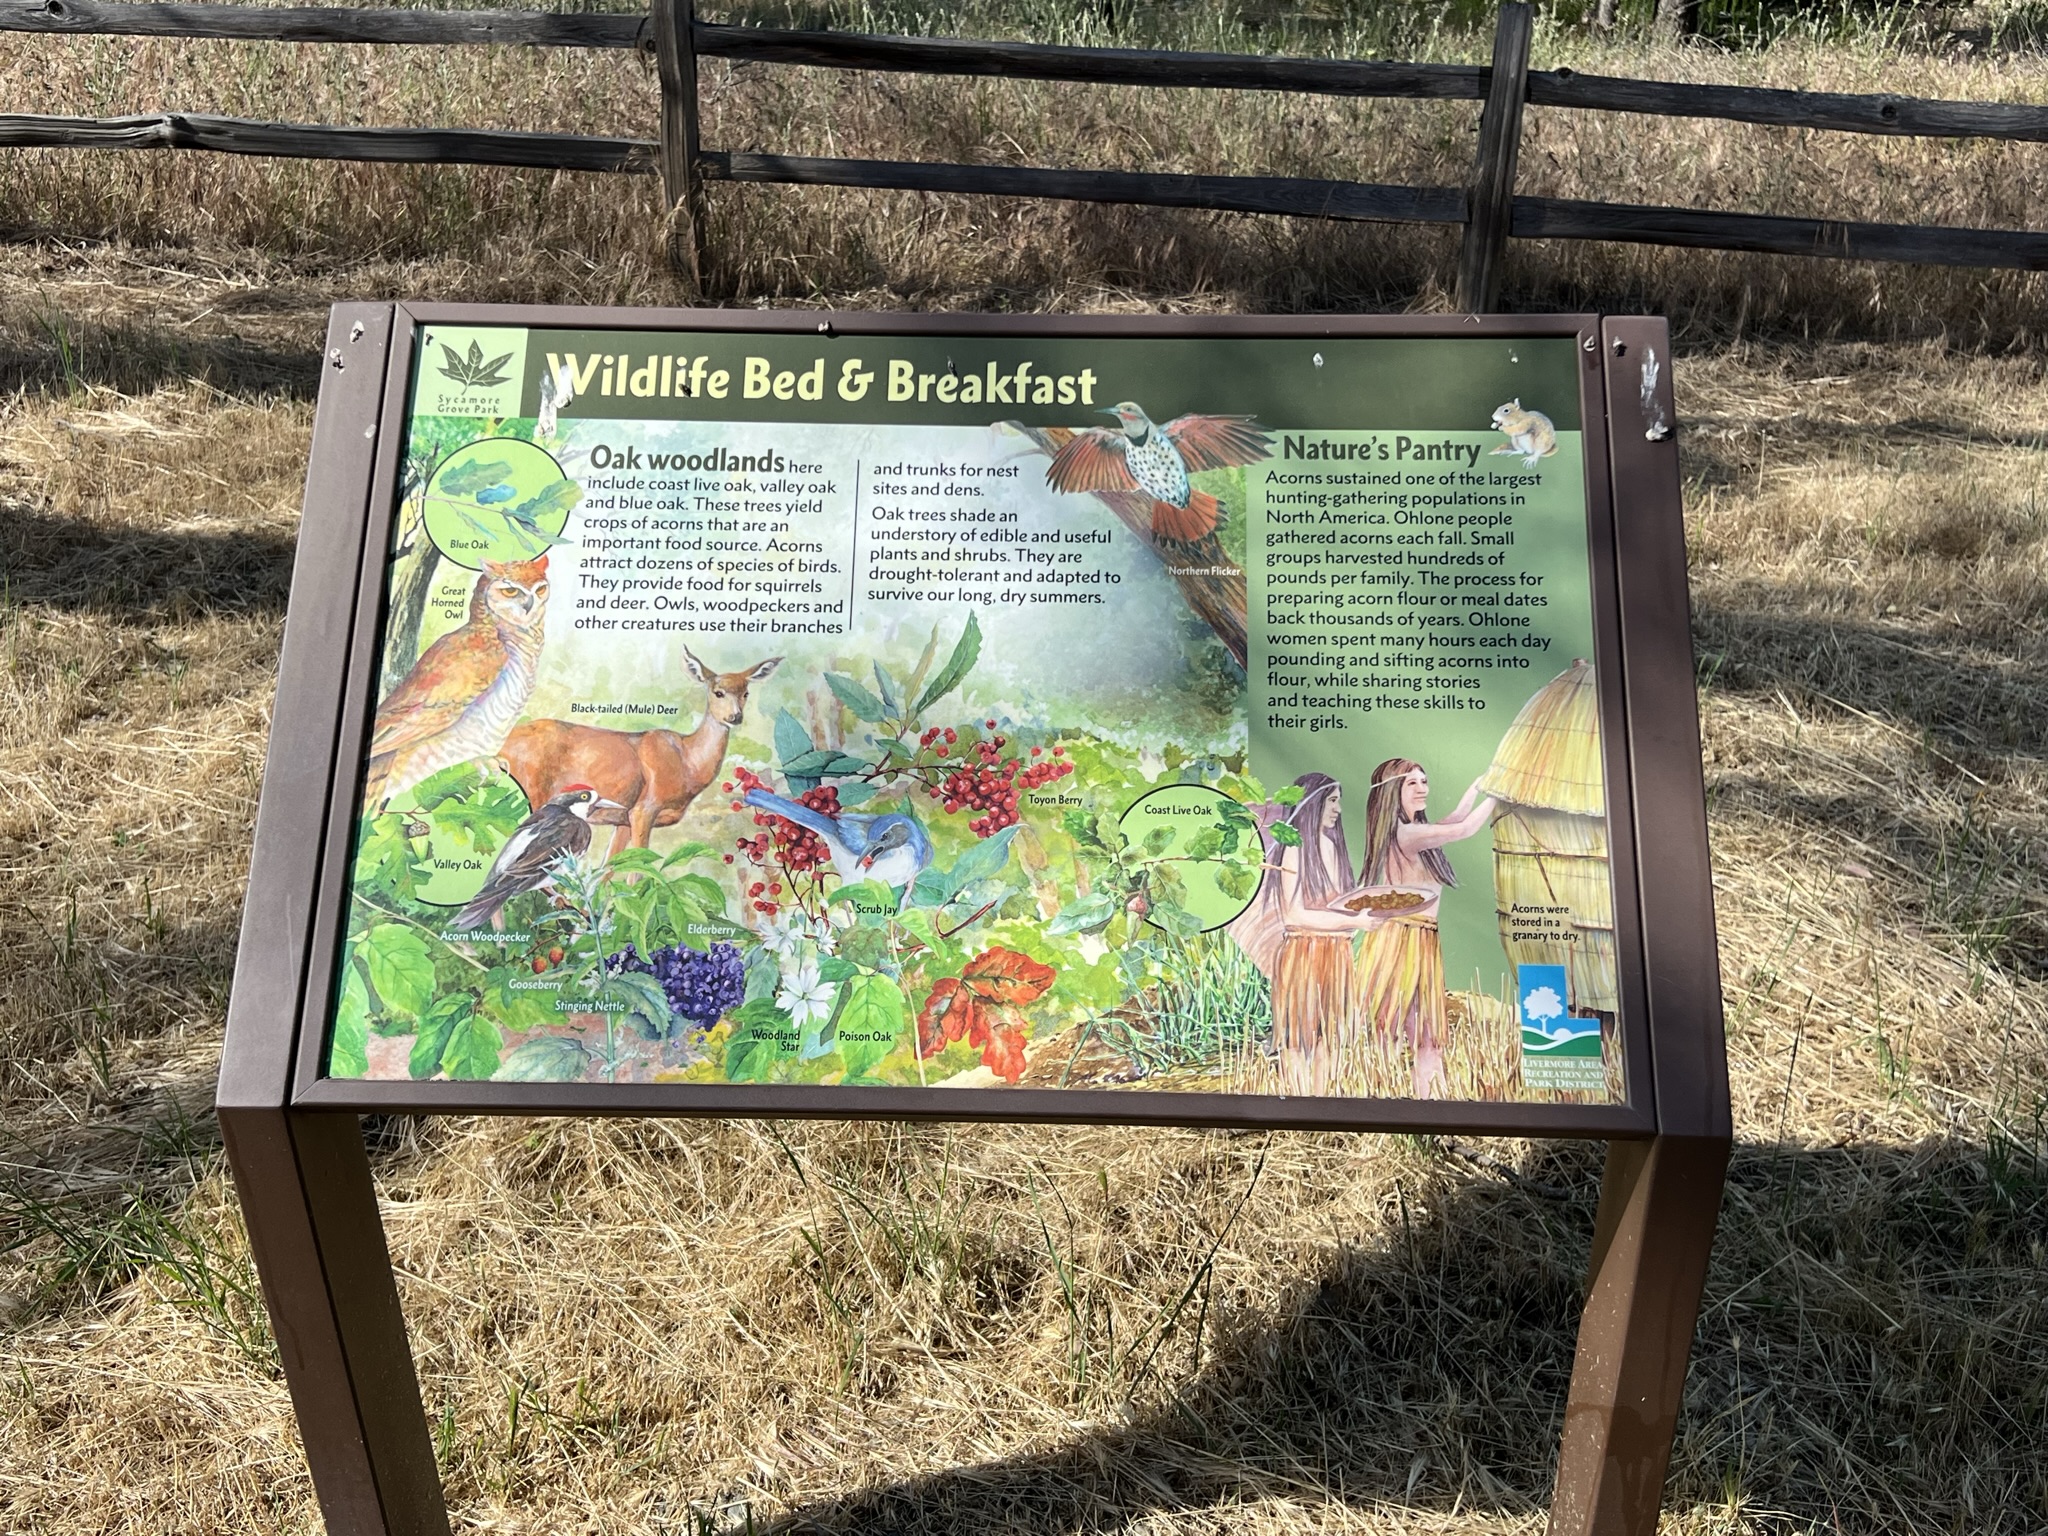 Sycamore
Grove Park
Wildlife Bed & Breakfast
Blue Oak
Great
Horned
Owl
Oak woodlands here
include coast live oak, valley oak
and blue oak. These trees yield
crops of acorns that are an
important food source. Acorns
attract dozens of species of birds.
They provide food for squirrels
and deer. Owls, woodpeckers and
other creatures use their branches
and trunks for nest
sites and dens.
Oak trees shade an
understory of edible and useful
plants and shrubs. They are
drought-tolerant and adapted to
survive our long, dry summers.
Northern Flicker
Nature's Pantry
Acorns sustained one of the largest
hunting-gathering populations in
North America. Ohlone people
gathered acorns each fall. Small
groups harvested hundreds of
pounds per family. The process for
preparing acorn flour or meal dates
back thousands of years. Ohlone
women spent many hours each day
pounding and sifting acorns into
flour, while sharing stories
and teaching these skills to
their girls.
Black-tailed (Mule) Deer
Toyon Berry
Coast Live Oak
Valley Oak
Scrub Jay
Acorn Woodpecker
Elderberry
Gooseberry
Stinging Nettle
Woodland
Star
Poison Oak
Acorns were
stored in a
granary to dry.
Livermore Area
Recreation and
Park District